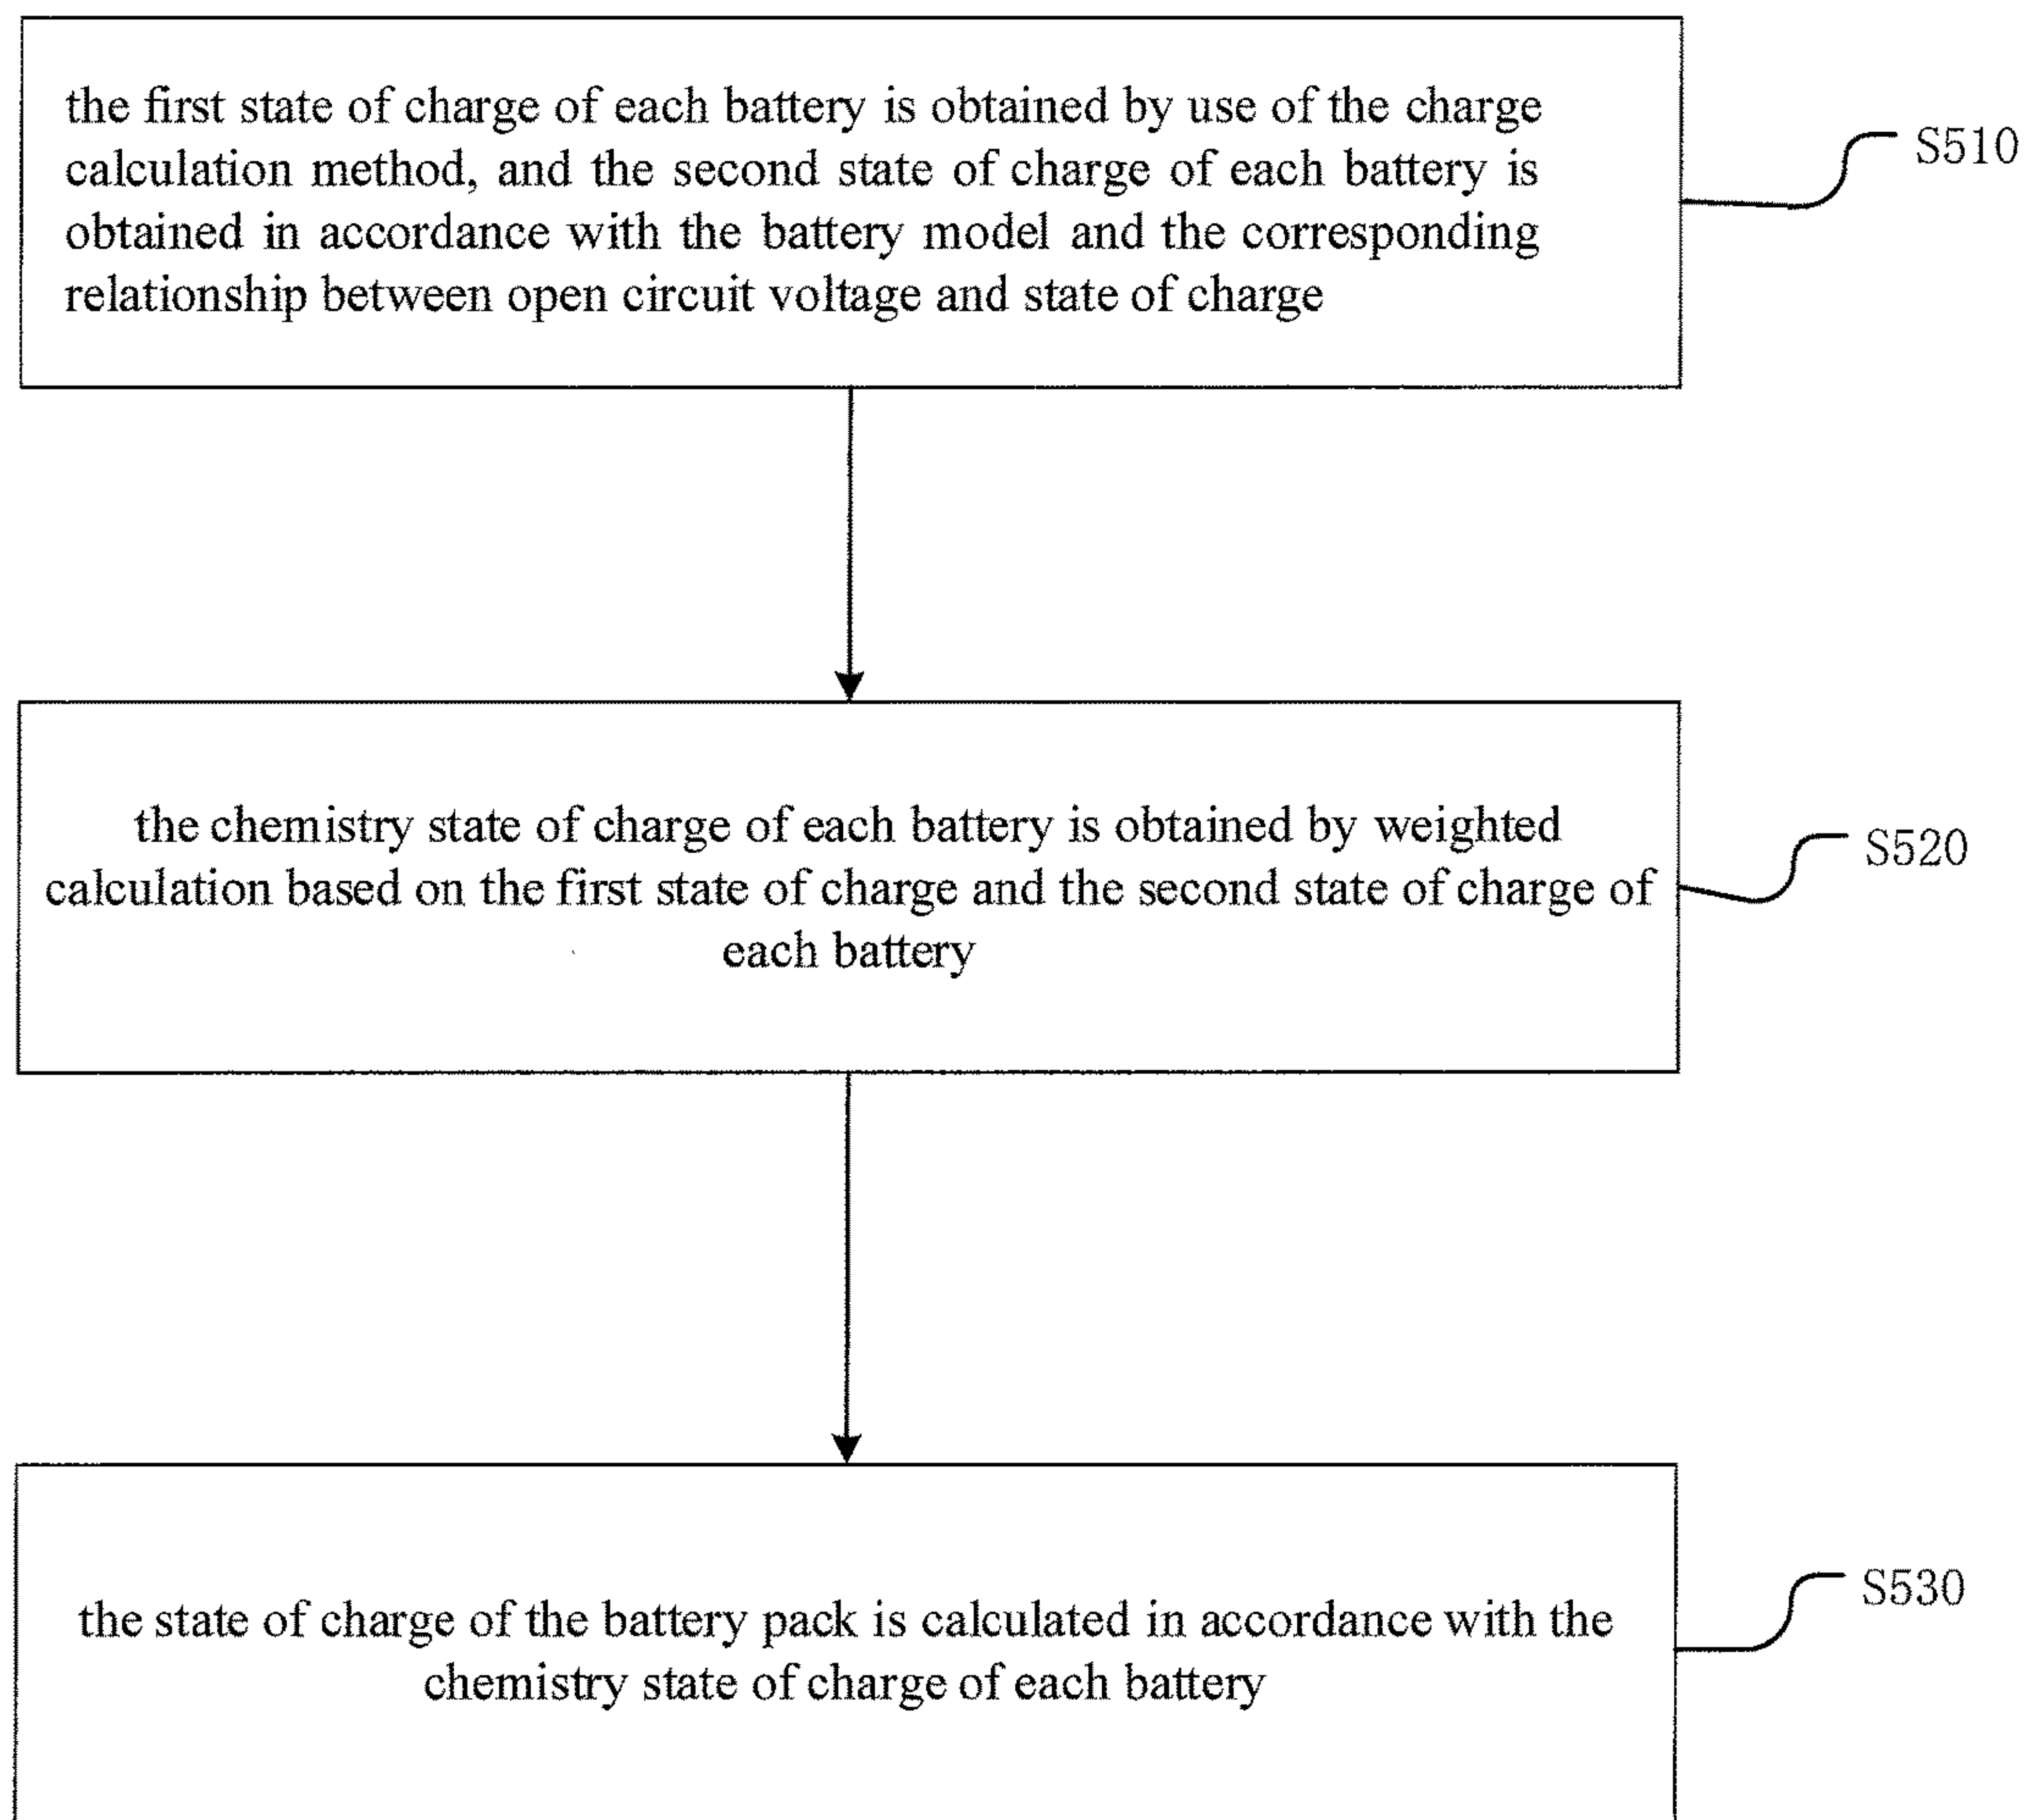 the first state of charge of each battery is obtained by use of the charge
calculation method, and the second state of charge of each battery is
obtained in accordance with the battery model and the corresponding
relationship between open circuit voltage and state of charge
S510
the chemistry state of charge of each battery is obtained by weighted
calculation based on the first state of charge and the second state of charge of
each battery
S520
the state of charge of the battery pack is calculated in accordance with the
chemistry state of charge of each battery
S530